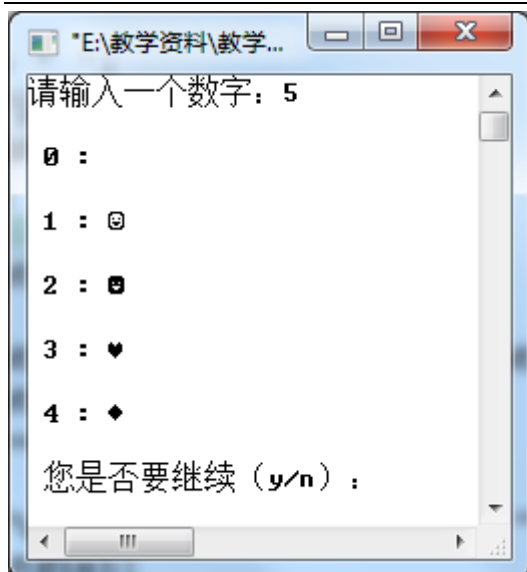 "E:\教学资料\教学...
请输入一个数字：5
0 :
1 : ☺
2 : ☻
3 : ♥
4 : ♦
您是否要继续（y/n）：